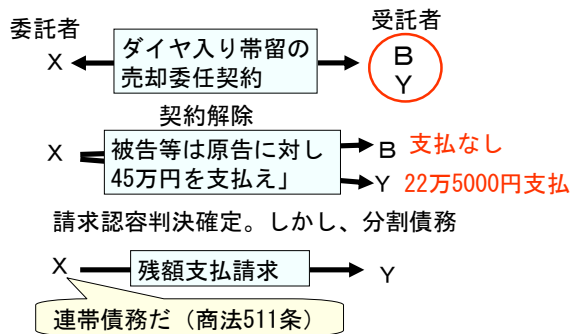 委託者
受託者
X
ダイヤ入り帯留の
売却委任契約
B
Y
契約解除
X
被告等は原告に対し
45万円を支払え」
B 支払なし
Y 22万5000円支払
請求認容判決確定。しかし、分割債務
X
残額支払請求
Y
連帯債務だ（商法511条）